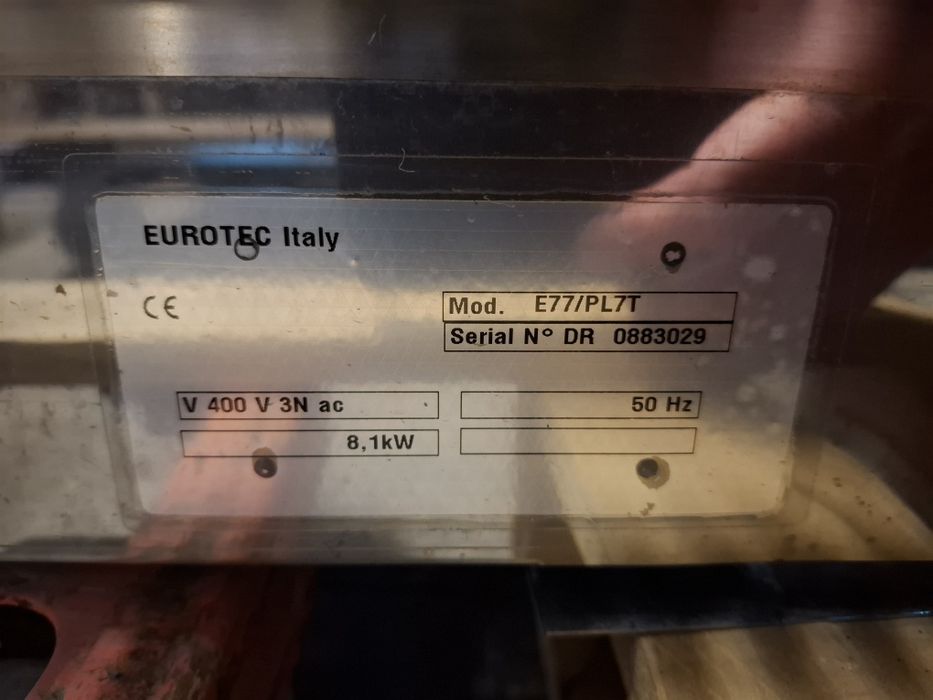 EUROTEC Italy
CE
Mod. E77/PL7T
Serial N° DR 0883029
V 400 V 3N ac
50 Hz
8,1kW